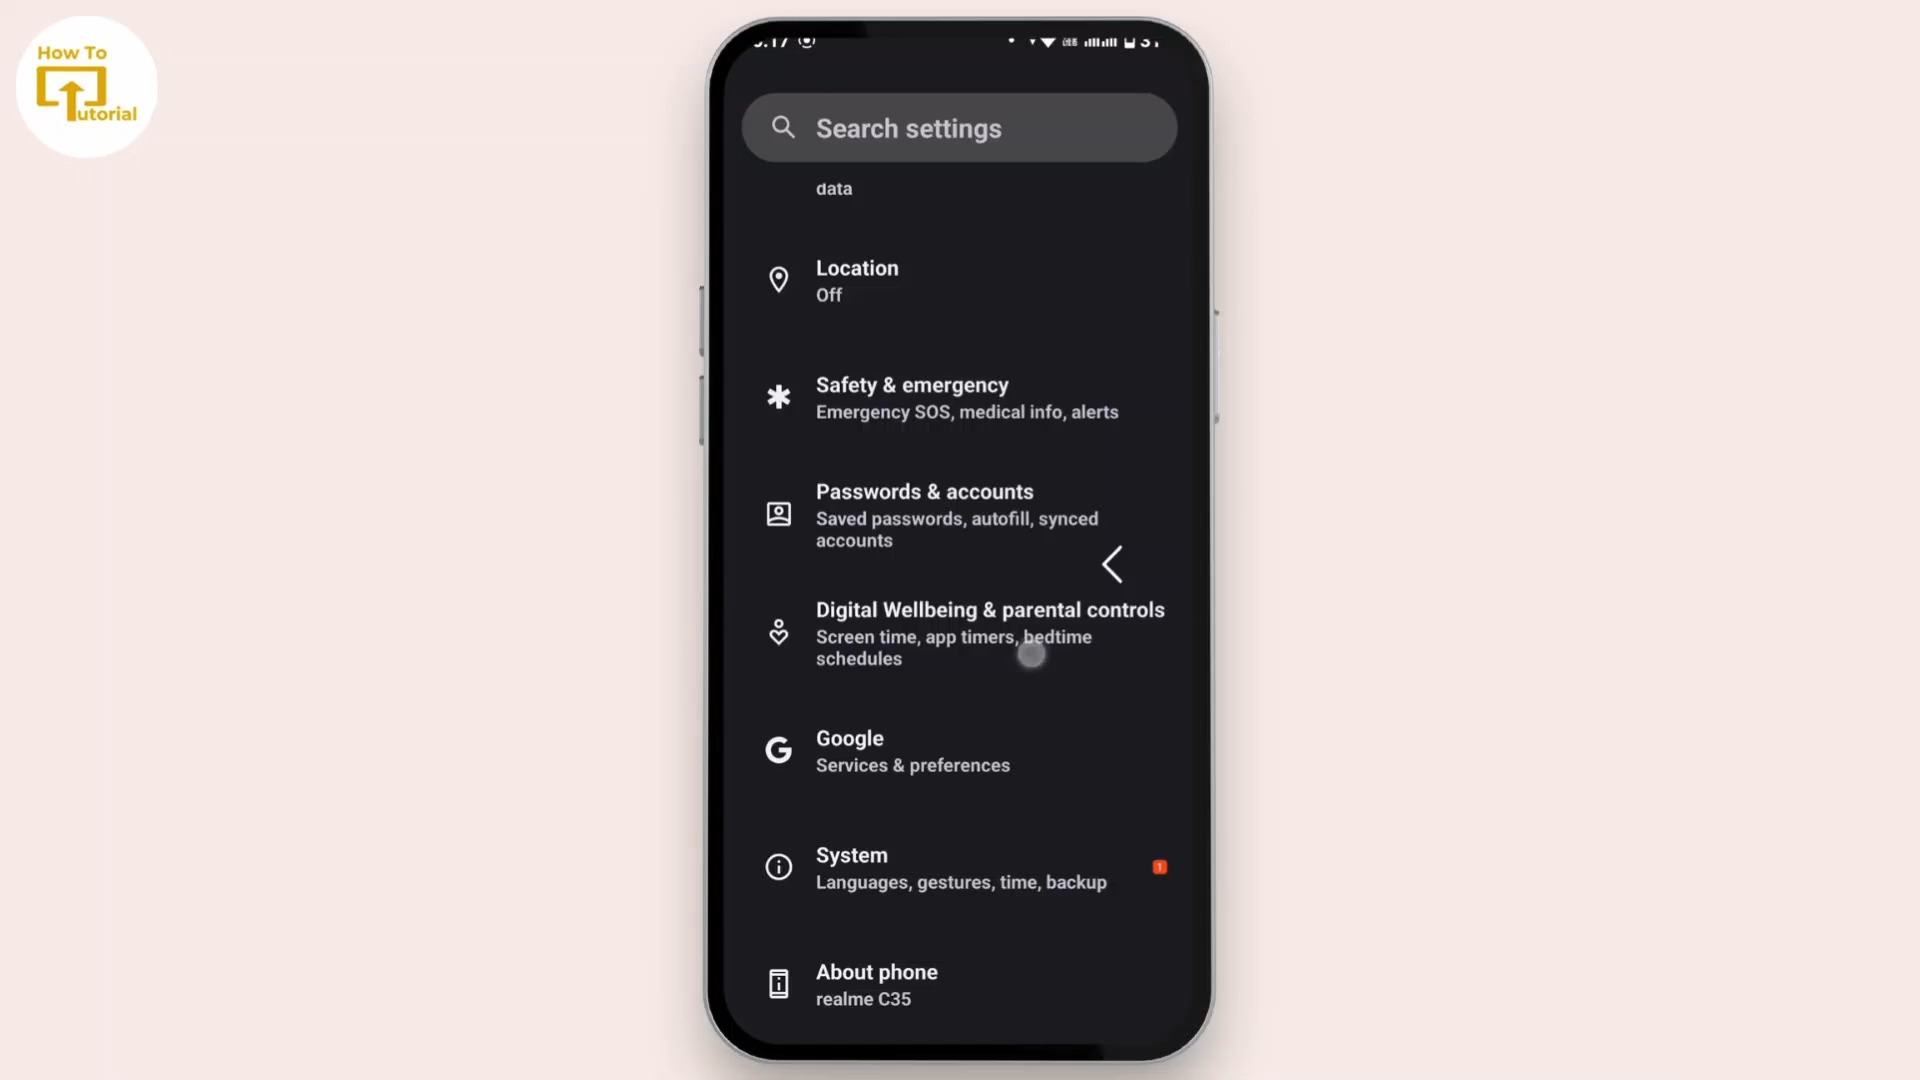 How To
utorial
Search settings
data
Location
Off
Safety & emergency
Emergency SOS, medical info, alerts
Passwords & accounts
Saved passwords, autofill, synced
accounts
Digital Wellbeing & parental controls
Screen time, app timers, bedtime
schedules
Google
Services & preferences
System
1
Languages, gestures, time, backup
About phone
realme C35